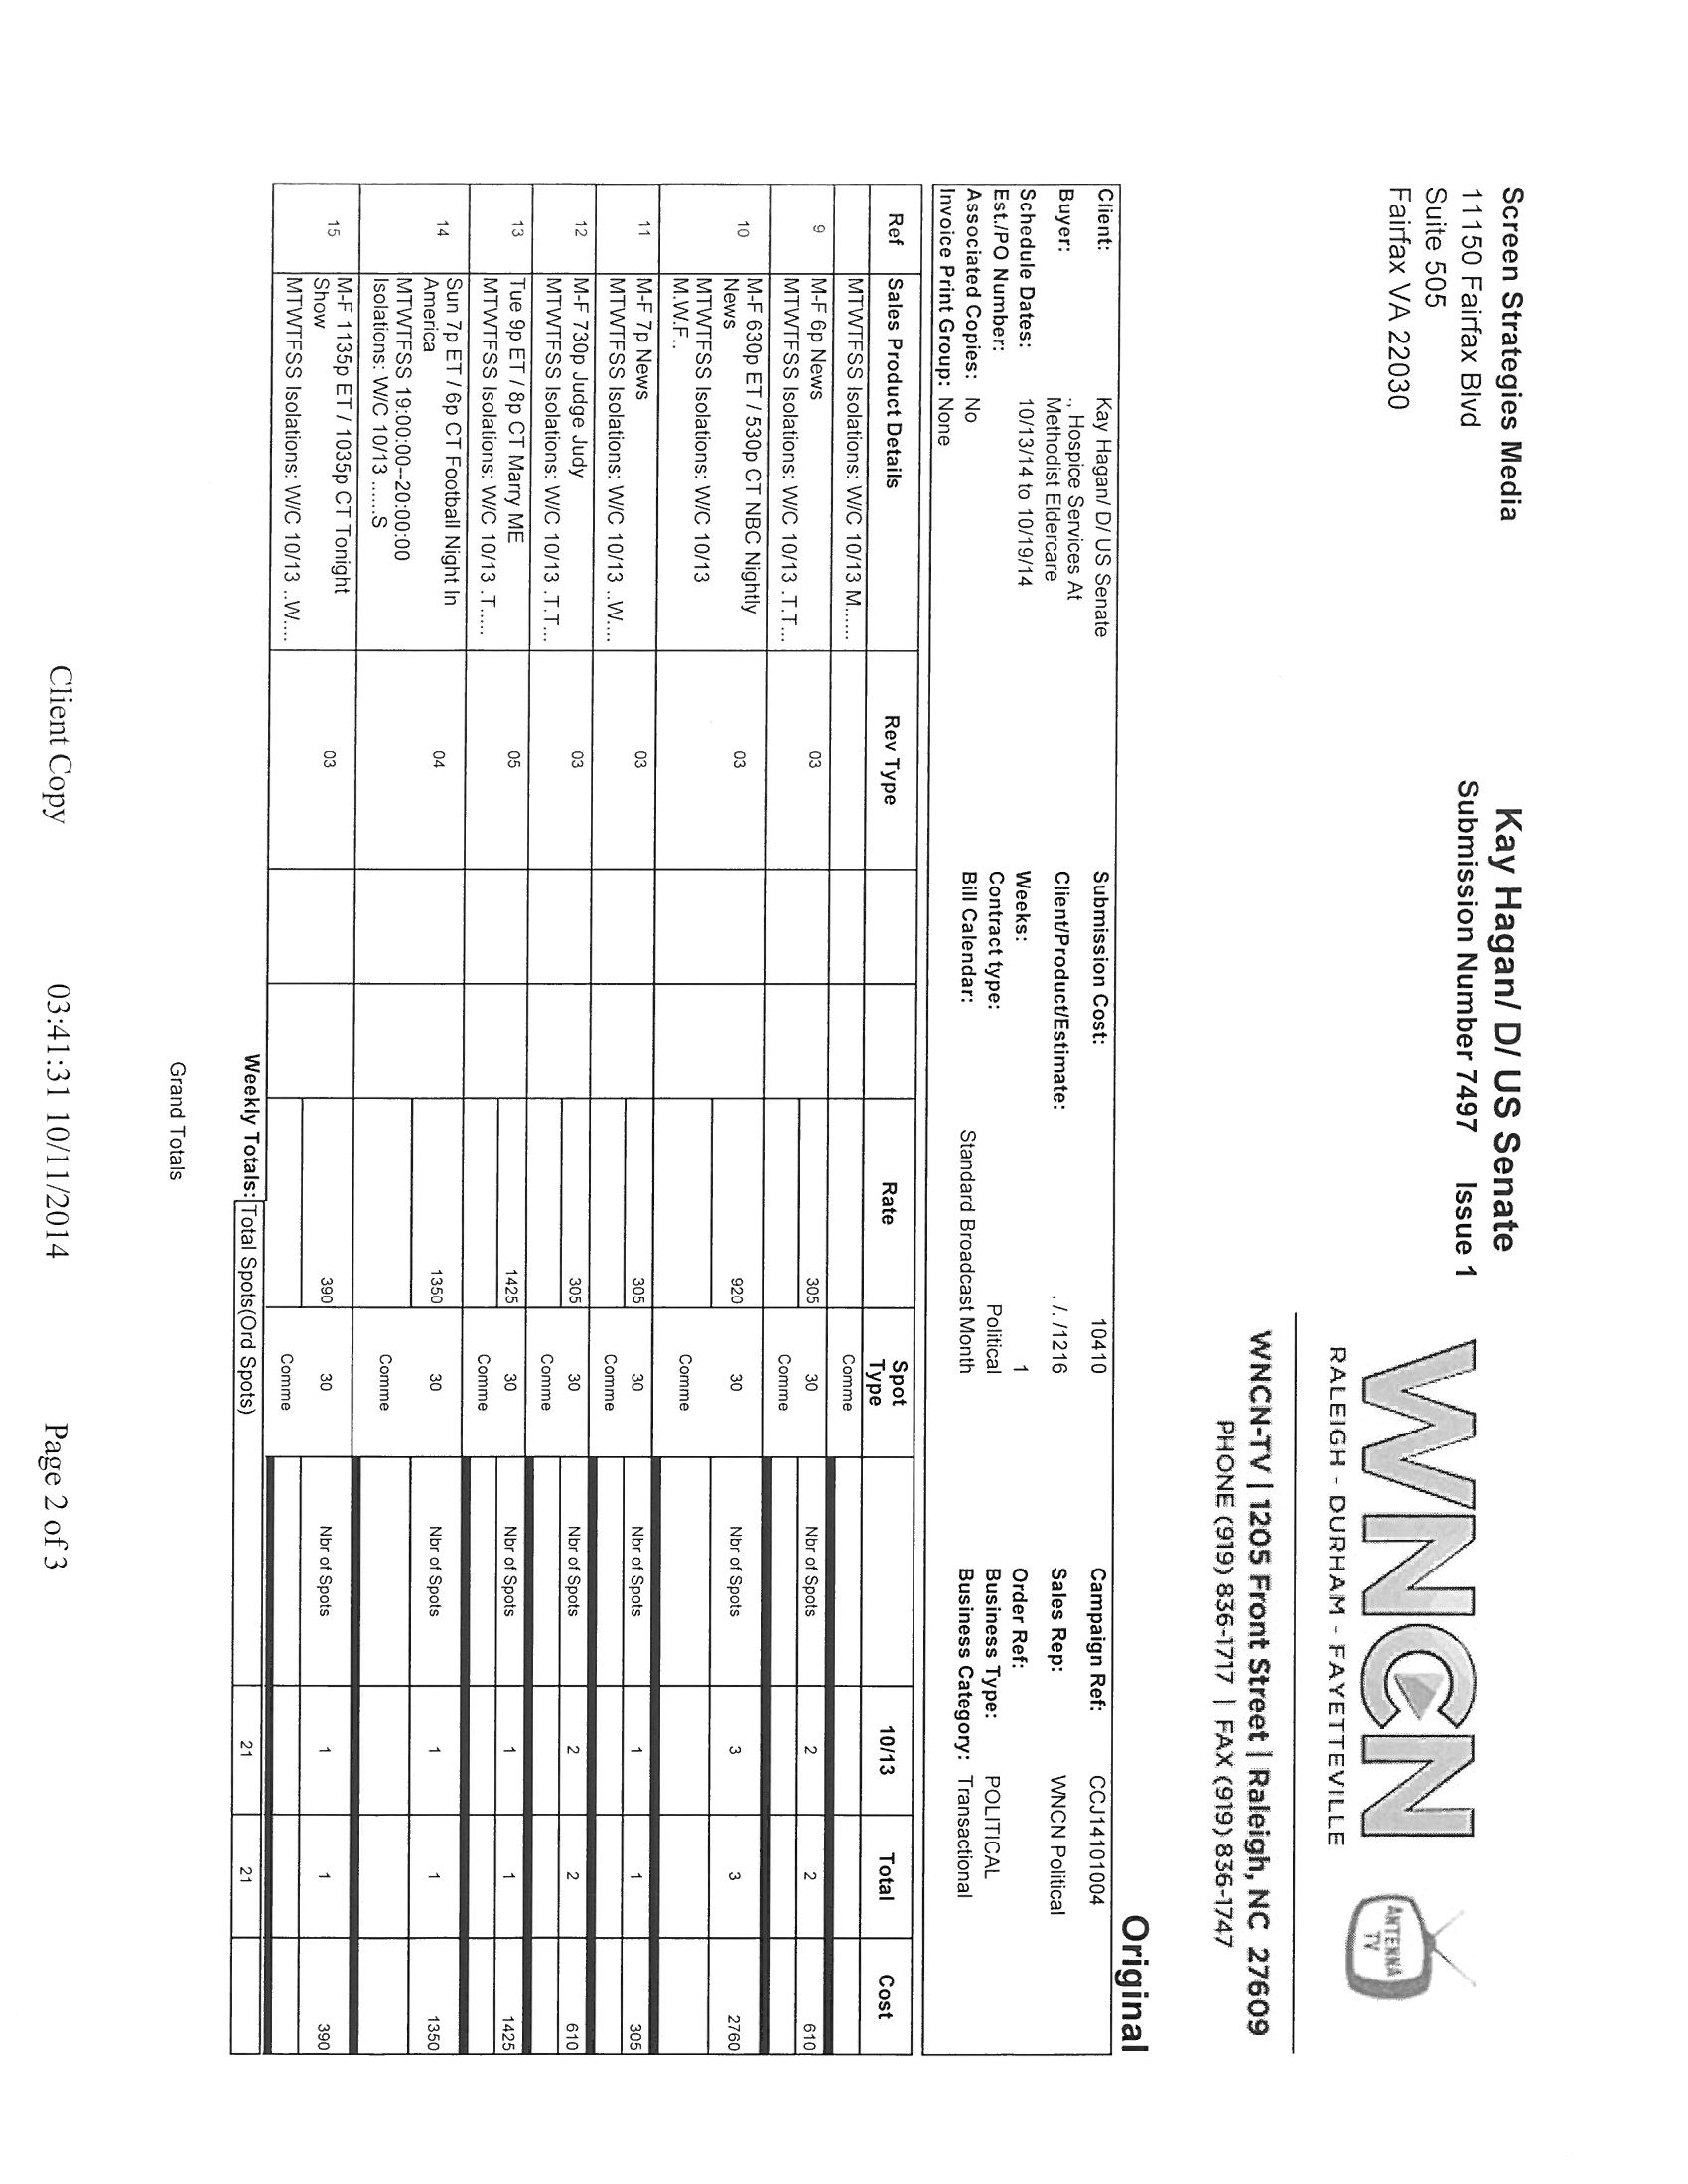 Screen Strategies Media
11150 Fairfax Blvd
Suite 505
Fairfax VA 22030
Kay Hagan/ D/ US Senate
Submission Number 7497 Issue 1
WNCN
RALEIGH - DURHAM - FAYETTEVILLE
ANTENNA
TV
WNCN-TV | 1205 Front Street | Raleigh, NC 27609
PHONE (919) 836-1717 | FAX (919) 836-1747
Original
Client: Kay Hagan/ D/ US Senate Submission Cost: 10410 Campaign Ref: CCJ14101004
Buyer: ., Hospice Services At Client/Product/Estimate: . /. /1216 Sales Rep: WNCN Political
Methodist Eldercare
Schedule Dates: 10/13/14 to 10/19/14 Weeks: 1 Order Ref:
Est./PO Number: Contract type: Political Business Type: POLITICAL
Associated Copies: No Bill Calendar: Standard Broadcast Month Business Category: Transactional
Invoice Print Group: None
Ref Sales Product Details Rev Type Rate Spot Type 10/13 Total Cost
MTWTFSS Isolations: W/C 10/13 M...... Comme
9 M-F 6p News 03 305 30 Nbr of Spots 2 2 610
MTWTFSS Isolations: W/C 10/13 .T.T... Comme
10 M-F 630p ET / 530p CT NBC Nightly 03 920 30 Nbr of Spots 3 3 2760
News
MTWTFSS Isolations: W/C 10/13 Comme
M.W.F..
11 M-F 7p News 03 305 30 Nbr of Spots 1 1 305
MTWTFSS Isolations: W/C 10/13 ..W.... Comme
12 M-F 730p Judge Judy 03 305 30 Nbr of Spots 2 2 610
MTWTFSS Isolations: W/C 10/13 .T.T... Comme
13 Tue 9p ET / 8p CT Marry ME 05 1425 30 Nbr of Spots 1 1 1425
MTWTFSS Isolations: W/C 10/13 .T..... Comme
14 Sun 7p ET / 6p CT Football Night In 04 1350 30 Nbr of Spots 1 1 1350
America
MTWTFSS 19:00:00--20:00:00 Comme
Isolations: W/C 10/13 ......S
15 M-F 1135p ET / 1035p CT Tonight 03 390 30 Nbr of Spots 1 1 390
Show
MTWTFSS Isolations: W/C 10/13 ..W.... Comme
Weekly Totals: Total Spots(Ord Spots) 21 21
Grand Totals
Client Copy 03:41:31 10/11/2014 Page 2 of 3